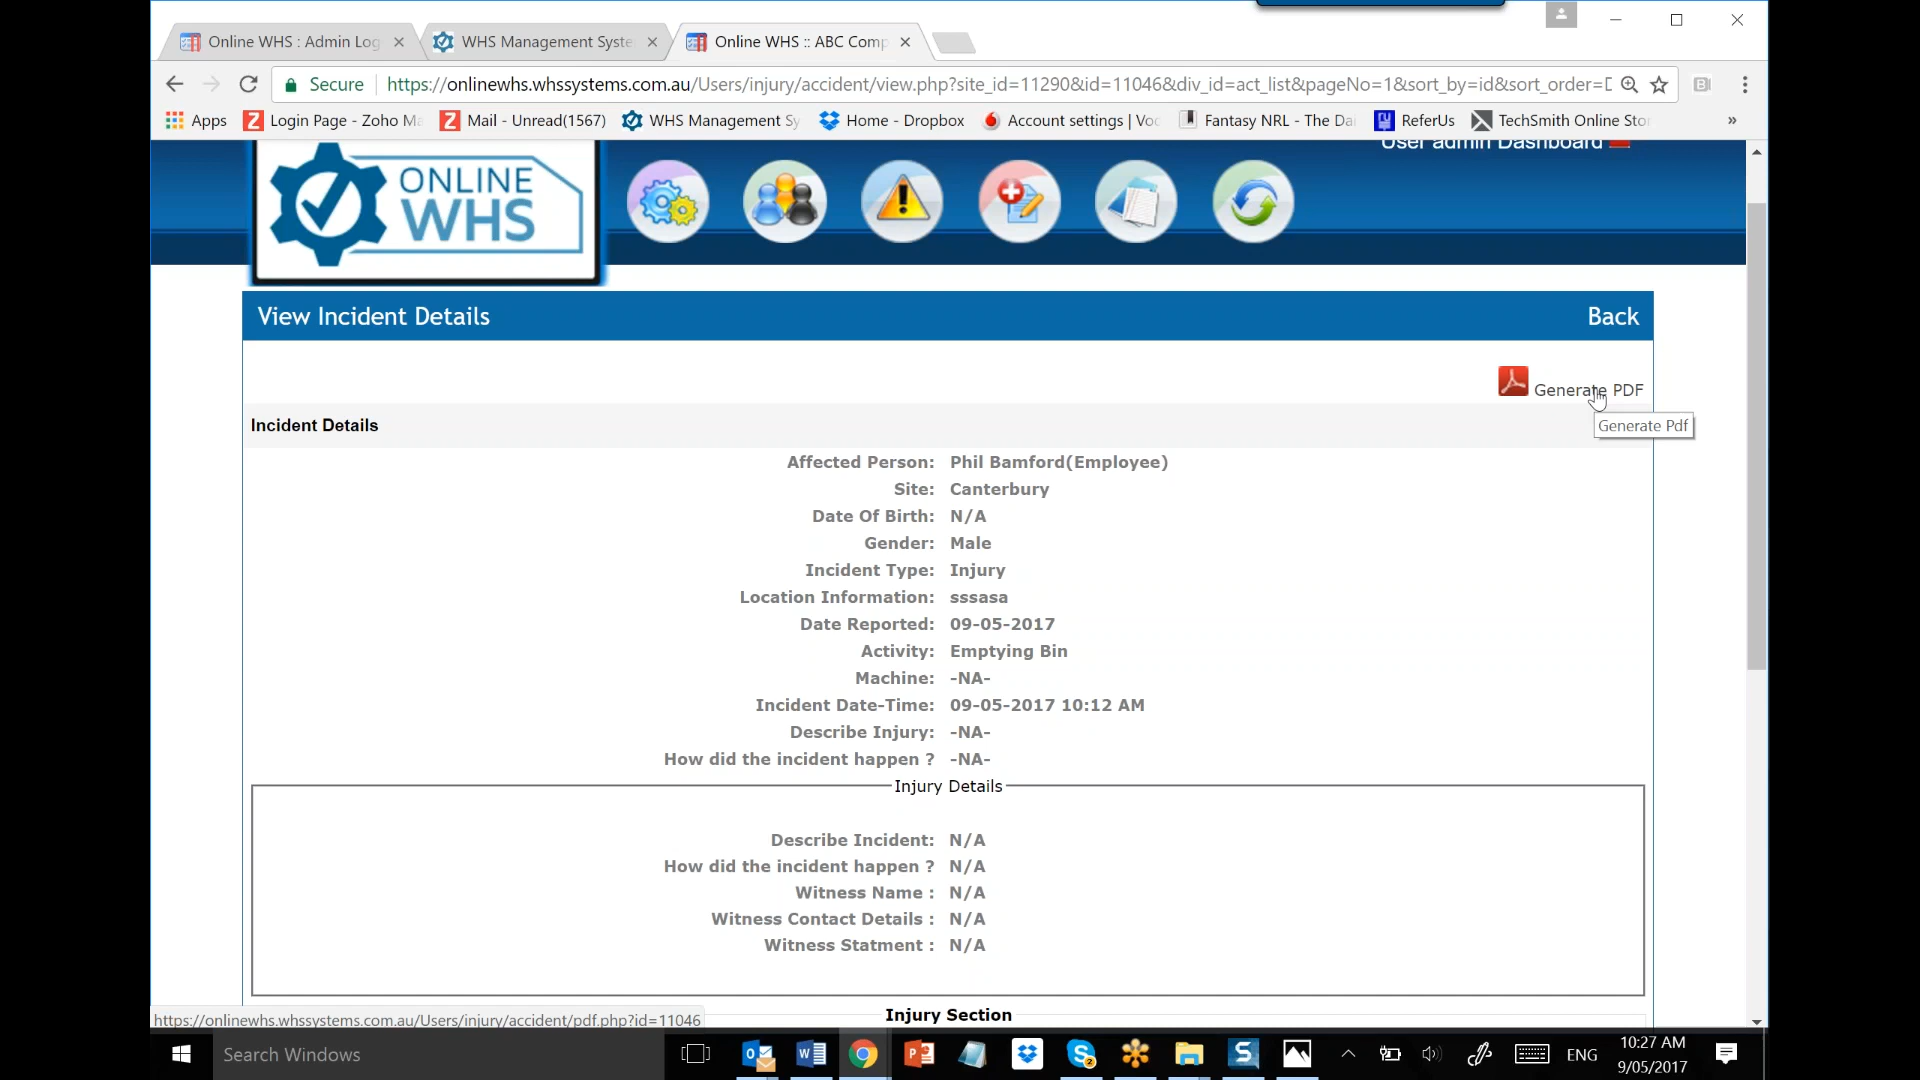 Online WHS : Admin Log
WHS Management Syste
Online WHS :: ABC Comp
Secure
https://onlinewhs.whssystems.com.au/Users/injury/accident/view.php?site_id=11290&id=11046&div_id=act_list&pageNo=1&sort_by=id&sort_order=D
Apps
Login Page - Zoho Ma
Mail - Unread(1567)
WHS Management Sy
Home - Dropbox
Account settings | Vo
Fantasy NRL - The Dai
ReferUs
TechSmith Online Stor
»
User admin Dashboard
ONLINE
WHS
View Incident Details
Back
Generate PDF
Generate Pdf
Incident Details
Affected Person: Phil Bamford(Employee)
Site: Canterbury
Date Of Birth: N/A
Gender: Male
Incident Type: Injury
Location Information: sssasa
Date Reported: 09-05-2017
Activity: Emptying Bin
Machine: -NA-
Incident Date-Time: 09-05-2017 10:12 AM
Describe Injury: -NA-
How did the incident happen ? -NA-
Injury Details
Describe Incident: N/A
How did the incident happen ? N/A
Witness Name : N/A
Witness Contact Details : N/A
Witness Statment : N/A
Injury Section
https://onlinewhs.whssystems.com.au/Users/injury/accident/pdf.php?id=11046
Search Windows
ENG
10:27 AM
9/05/2017